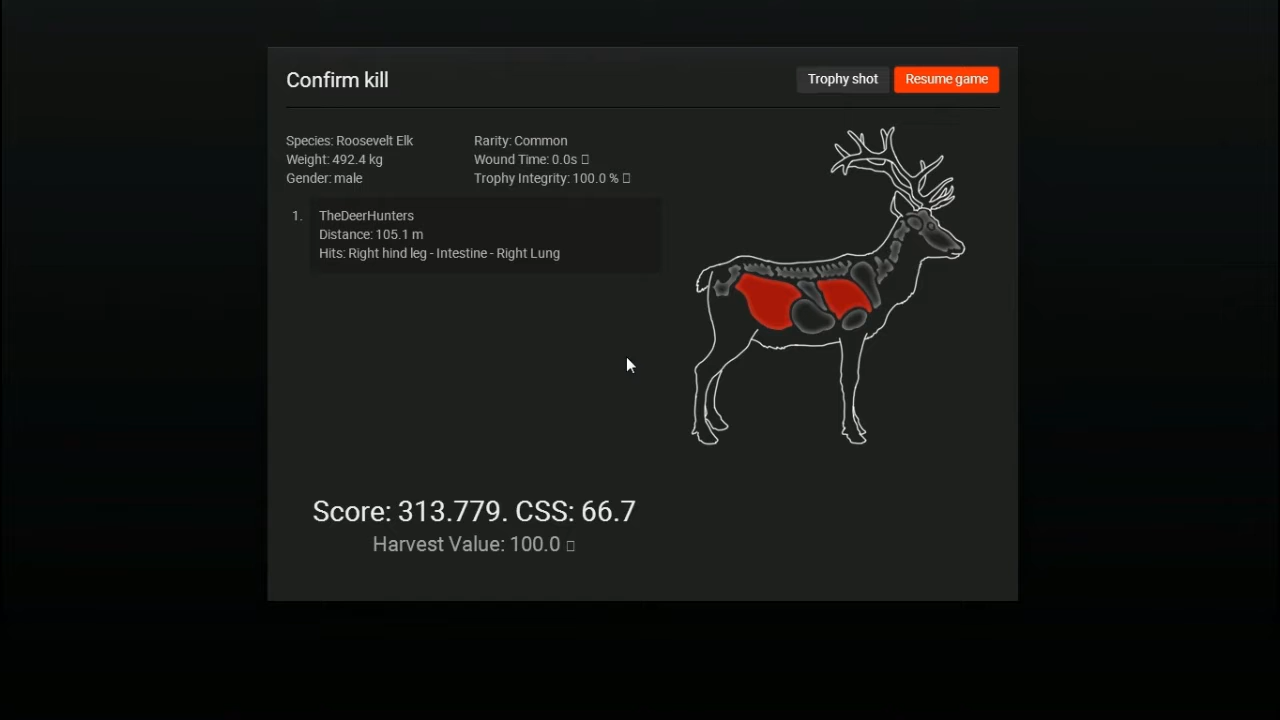 Confirm kill
Trophy shot
Resume game
Species: Roosevelt Elk
Weight: 492.4 kg
Gender: male
Rarity: Common
Wound Time: 0.0s
Trophy Integrity: 100.0 %
1.
TheDeerHunters
Distance: 105.1 m
Hits: Right hind leg - Intestine - Right Lung
Score: 313.779. CSS: 66.7
Harvest Value: 100.0